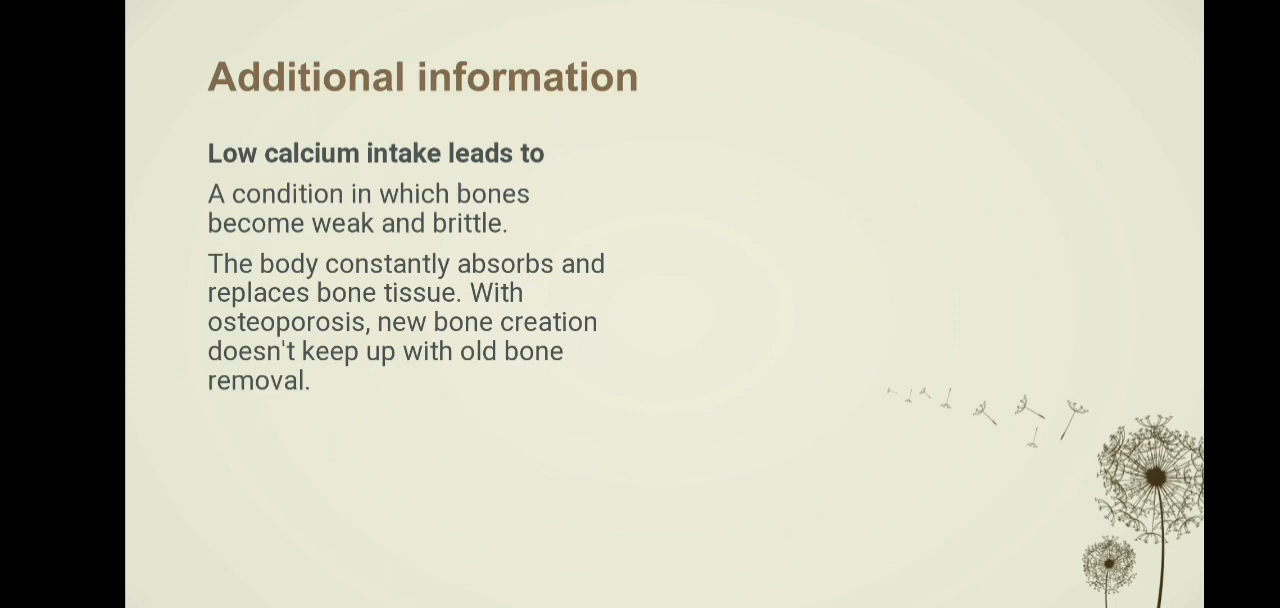 Additional information
Low calcium intake leads to
A condition in which bones
become weak and brittle.
The body constantly absorbs and
replaces bone tissue. With
osteoporosis, new bone creation
doesn't keep up with old bone
removal.